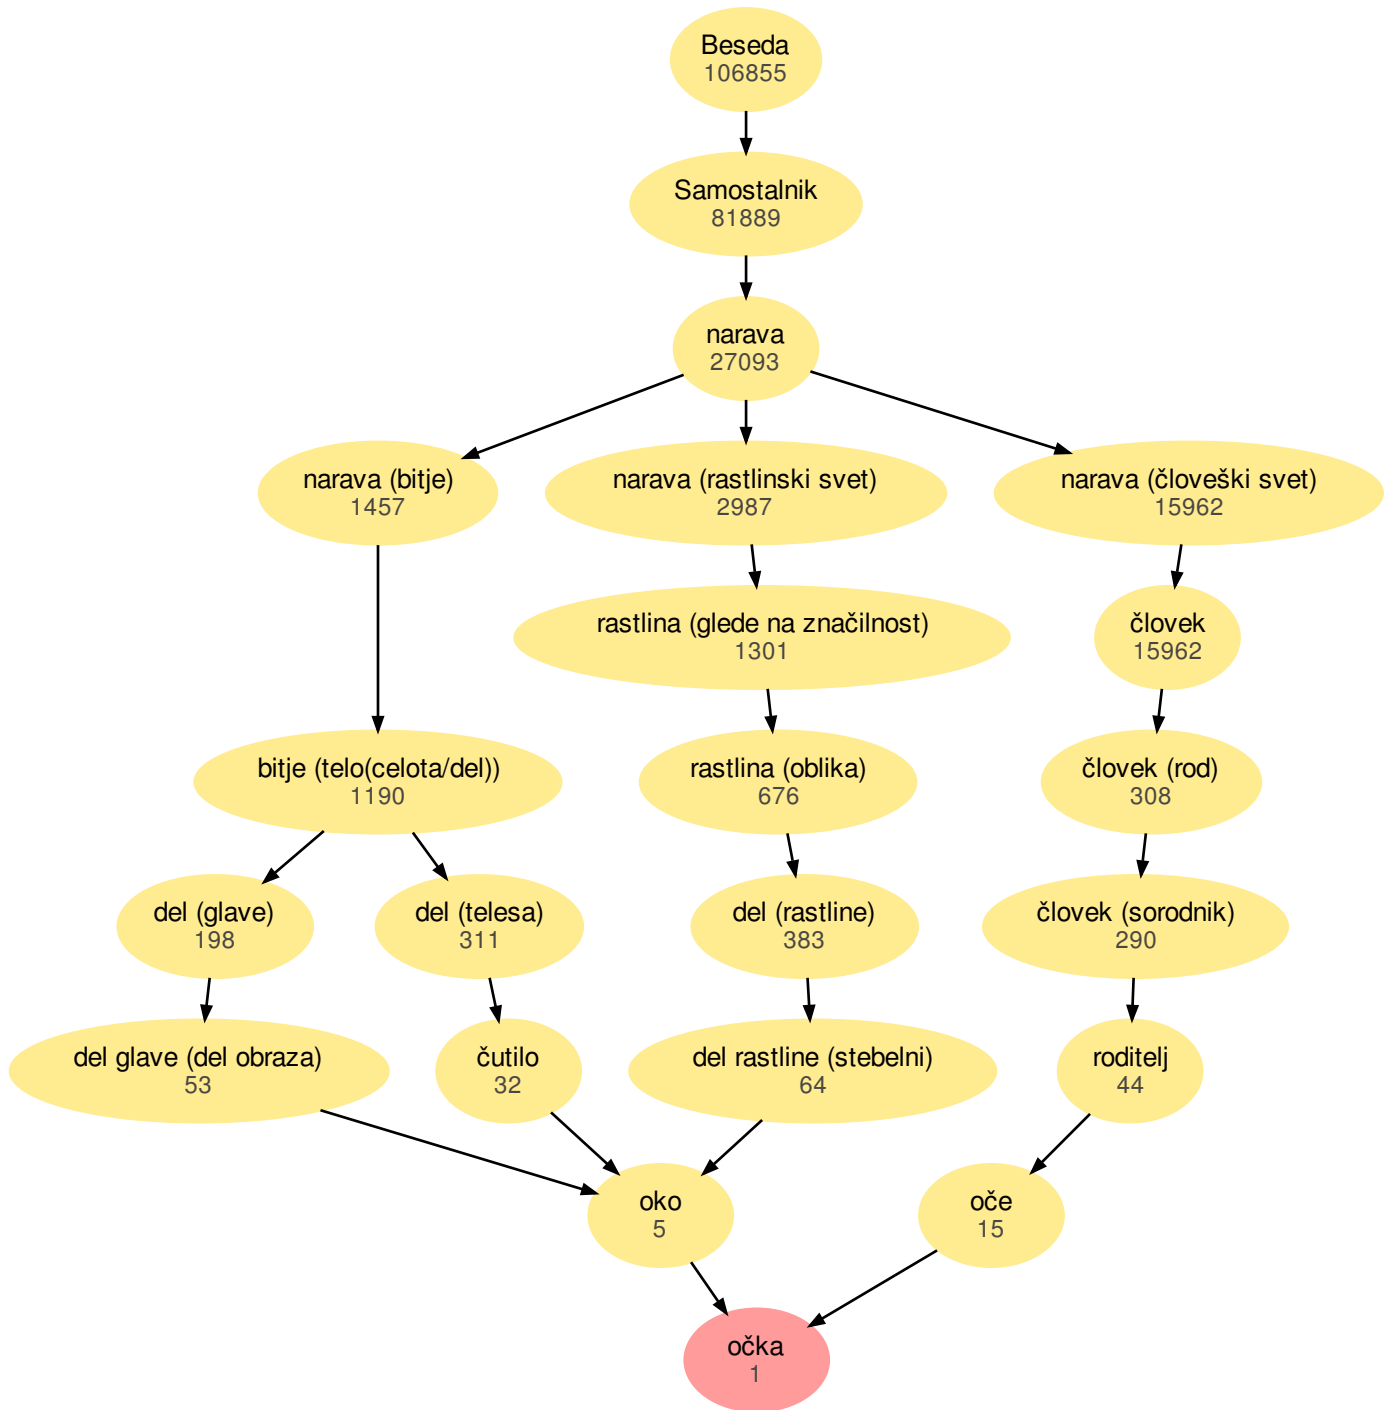 Beseda
106855
Samostalnik
81889
narava
27093
narava (bitje)
1457
narava (rastlinski svet)
2987
narava (človeški svet)
15962
rastlina (glede na značilnost)
1301
človek
15962
bitje (telo(celota/del))
1190
rastlina (oblika)
676
človek (rod)
308
del (glave)
198
del (telesa)
311
del (rastline)
383
človek (sorodnik)
290
del glave (del obraza)
53
čutilo
32
del rastline (stebelni)
64
roditelj
44
oko
5
oče
15
očka
1